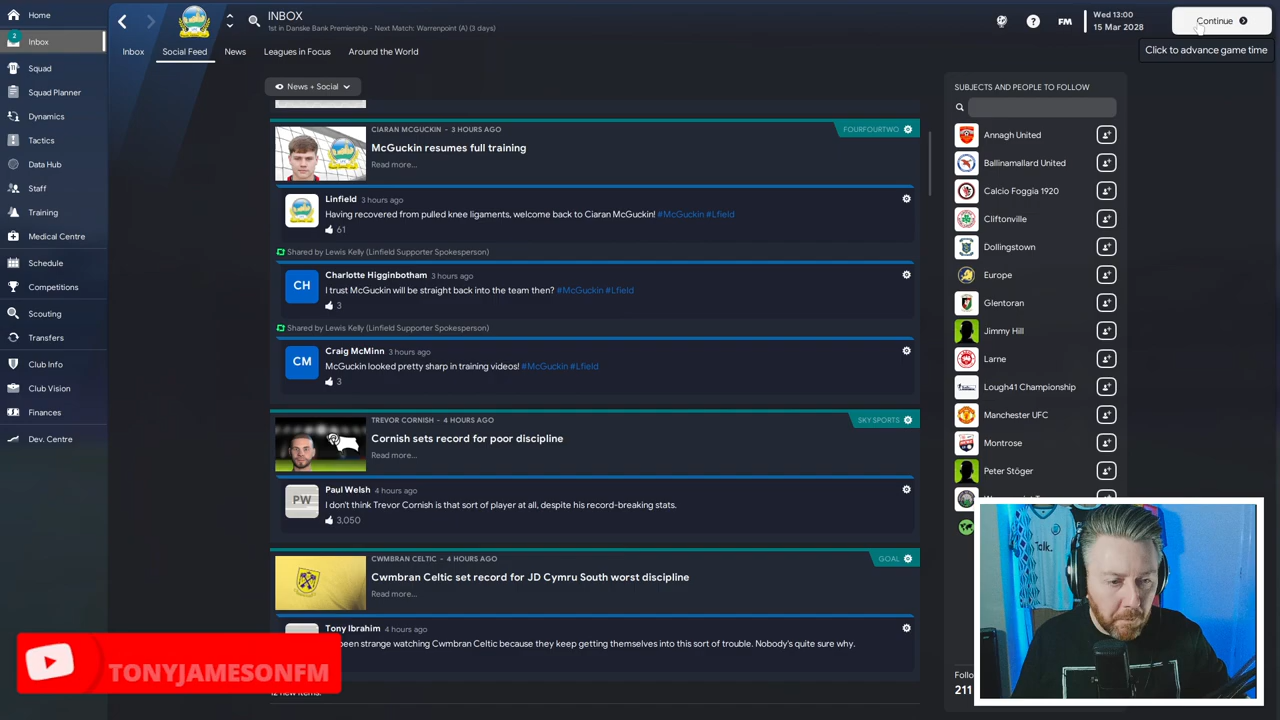 Home
INBOX
1st in Danske Bank Premiership - Next Match: Warrenpoint (A) (3 days)
FM
Wed 13:00
15 Mar 2028
Continue
Click to advance game time
2
Inbox
Squad
Squad Planner
Dynamics
Tactics
Data Hub
Staff
Training
Medical Centre
Schedule
Competitions
Scouting
Transfers
Club Info
Club Vision
Finances
Dev. Centre
Inbox
Social Feed
News
Leagues in Focus
Around the World
News + Social
CIARAN MCGUCKIN - 3 HOURS AGO
FOURFOURTWO
McGuckin resumes full training
Read more...
Linfield 3 hours ago
Having recovered from pulled knee ligaments, welcome back to Ciaran McGuckin! #McGuckin #Lfield
61
Shared by Lewis Kelly (Linfield Supporter Spokesperson)
CH
Charlotte Higginbotham 3 hours ago
I trust McGuckin will be straight back into the team then? #McGuckin #Lfield
3
Shared by Lewis Kelly (Linfield Supporter Spokesperson)
CM
Craig McMinn 3 hours ago
McGuckin looked pretty sharp in training videos! #McGuckin #Lfield
3
TREVOR CORNISH - 4 HOURS AGO
SKY SPORTS
Cornish sets record for poor discipline
Read more...
PW
Paul Welsh 4 hours ago
I don't think Trevor Cornish is that sort of player at all, despite his record-breaking stats.
3,050
CWMBRAN CELTIC - 4 HOURS AGO
GOAL
Cwmbran Celtic set record for JD Cymru South worst discipline
Read more...
Tony Ibrahim 4 hours ago
been strange watching Cwmbran Celtic because they keep getting themselves into this sort of trouble. Nobody's quite sure why.
12 new items.
SUBJECTS AND PEOPLE TO FOLLOW
Annagh United
Ballinamallard United
Calcio Foggia 1920
Cliftonville
Dollingstown
Europe
Glentoran
Jimmy Hill
Larne
Lough41 Championship
Manchester UFC
Montrose
Peter Stöger
Follo
211
Talk.
TONYJAMESONFM